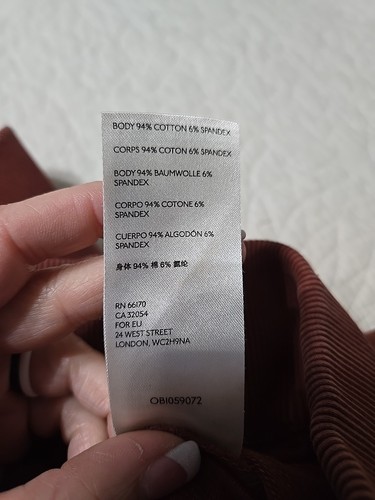 BODY 94% COTTON 6% SPANDEX
CORPS 94% COTON 6% SPANDEX
BODY 94% BAUMWOLLE 6%
SPANDEX
CORPO 94% COTONE 6%
SPANDEX
CUERPO 94% ALGODÓN 6%
SPANDEX
身体 94% 棉 6% 氨纶
RN 66170
CA 32054
FOR EU
24 WEST STREET
LONDON, WC2H9NA
OBI059072